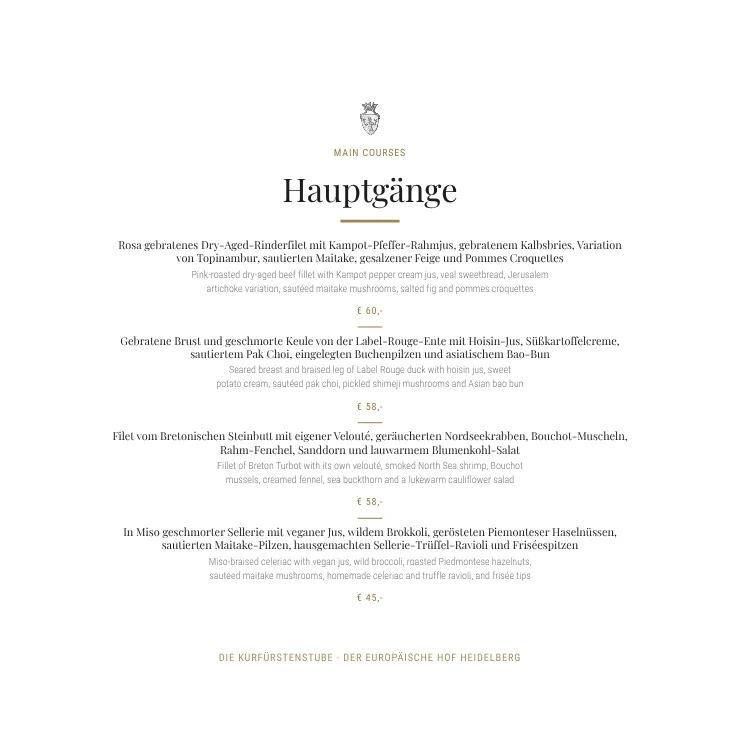 MAIN COURSES
Hauptgänge
Rosa gebratenes Dry-Aged-Rinderfilet mit Kampot-Pfeffer-Rahmjus, gebratenem Kalbsbries, Variation
von Topinambur, sautierten Maitake, gesalzener Feige und Pommes Croquettes
Pink-roasted dry-aged beef fillet with Kampot pepper cream jus, veal sweetbread, Jerusalem
artichoke variation, sautéed maitake mushrooms, salted fig and pommes croquettes
€ 60,-
Gebratene Brust und geschmorte Keule von der Label-Rouge-Ente mit Hoisin-Jus, Süßkartoffelcreme,
sautiertem Pak Choi, eingelegten Buchenpilzen und asiatischem Bao-Bun
Seared breast and braised leg of Label Rouge duck with hoisin jus, sweet
potato cream, sautéed pak choi, pickled shimeji mushrooms and Asian bao bun
€ 58,-
Filet vom Bretonischen Steinbutt mit eigener Velouté, geräucherten Nordseekrabben, Bouchot-Muscheln,
Rahm-Fenchel, Sanddorn und lauwarmem Blumenkohl-Salat
Fillet of Breton Turbot with its own velouté, smoked North Sea shrimp, Bouchot
mussels, creamed fennel, sea buckthorn and a lukewarm cauliflower salad
€ 58,-
In Miso geschmorter Sellerie mit veganer Jus, wildem Brokkoli, gerösteten Piemonteser Haselnüssen,
sautierten Maitake-Pilzen, hausgemachten Sellerie-Trüffel-Ravioli und Friséespitzen
Miso-braised celeriac with vegan jus, wild broccoli, roasted Piedmontese hazelnuts,
sautéed maitake mushrooms, homemade celeriac and truffle ravioli, and frisée tips
€ 45,-
DIE KURFÜRSTENSTUBE · DER EUROPÄISCHE HOF HEIDELBERG